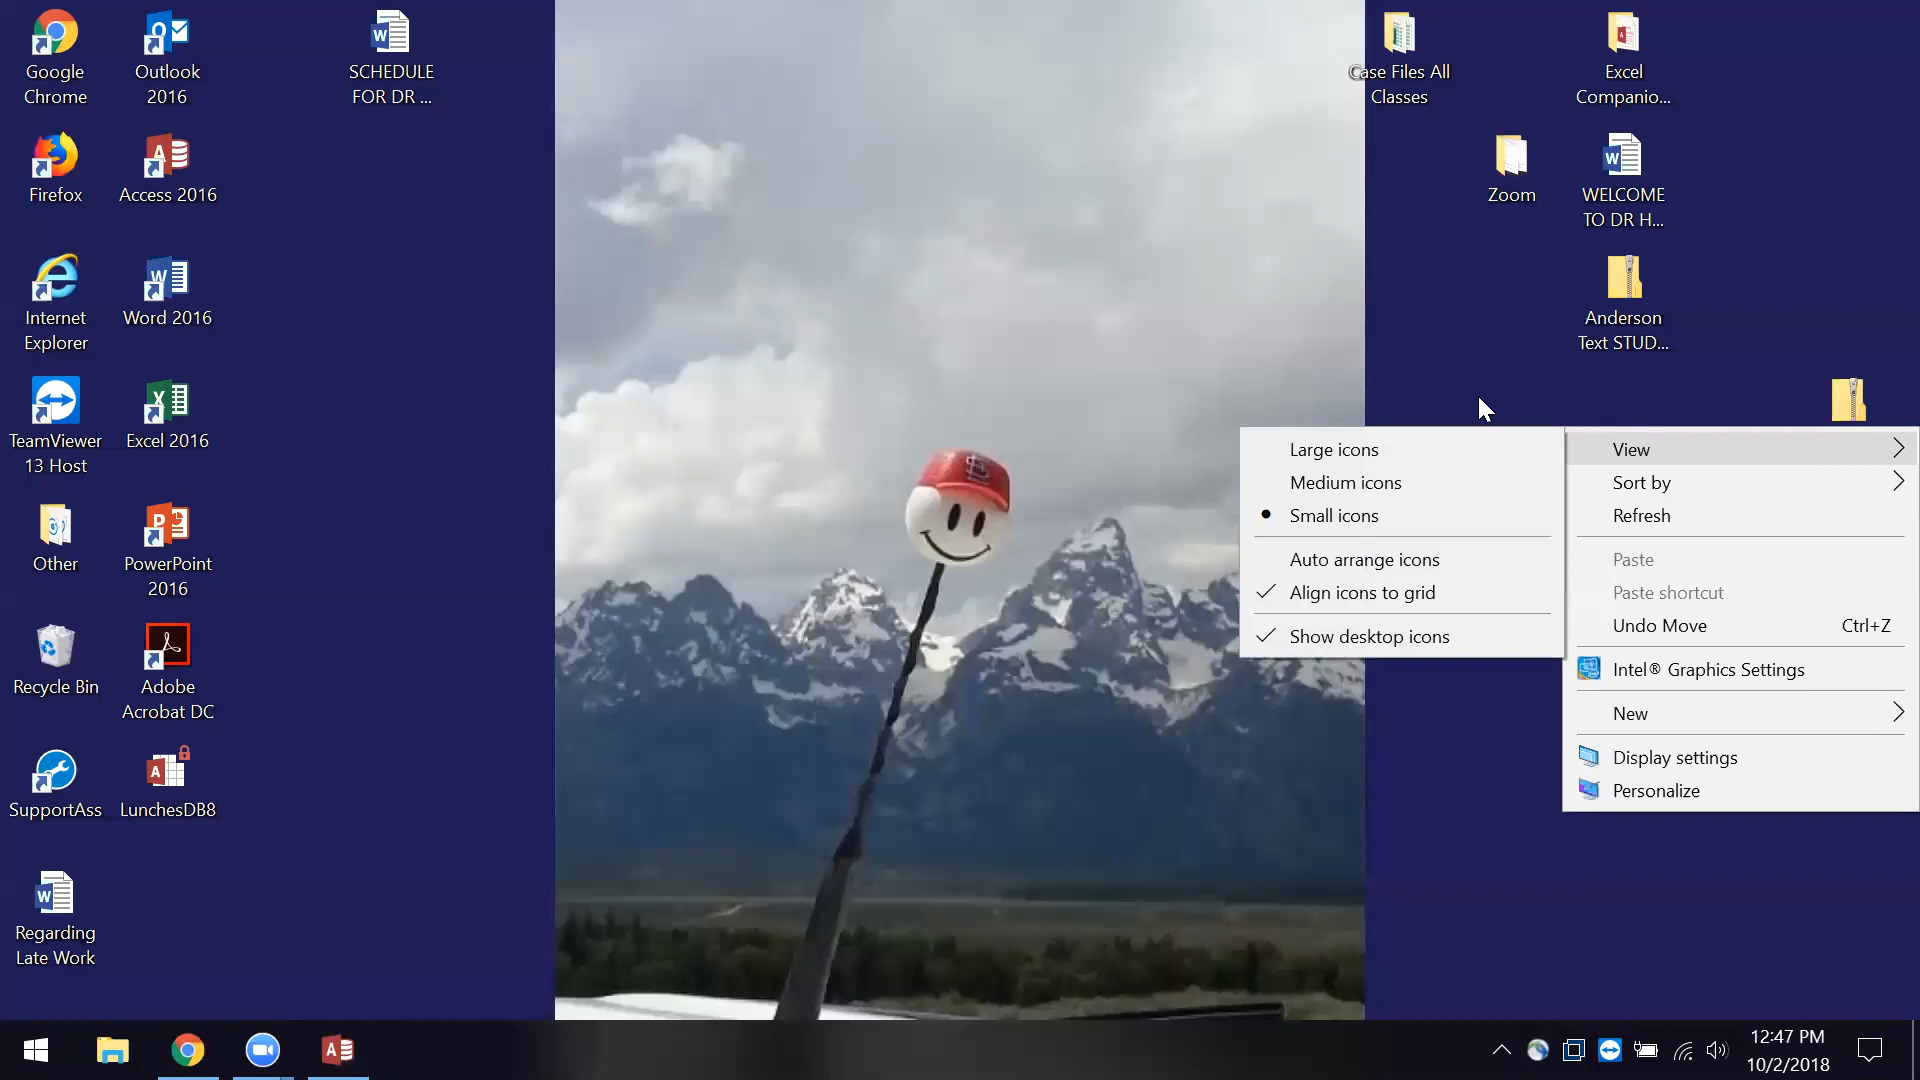 Google
Chrome
Outlook
2016
SCHEDULE
FOR DR ...
Case Files All
Classes
Excel
Companio...
Firefox
Access 2016
Zoom
WELCOME
TO DR H...
Internet
Explorer
Word 2016
Anderson
Text STUD...
TeamViewer
13 Host
Excel 2016
Other
PowerPoint
2016
Recycle Bin
Adobe
Acrobat DC
SupportAss
LunchesDB8
Regarding
Late Work
Large icons
Medium icons
Small icons
Auto arrange icons
Align icons to grid
Show desktop icons
View
Sort by
Refresh
Paste
Paste shortcut
Undo Move Ctrl+Z
Intel® Graphics Settings
New
Display settings
Personalize
12:47 PM
10/2/2018